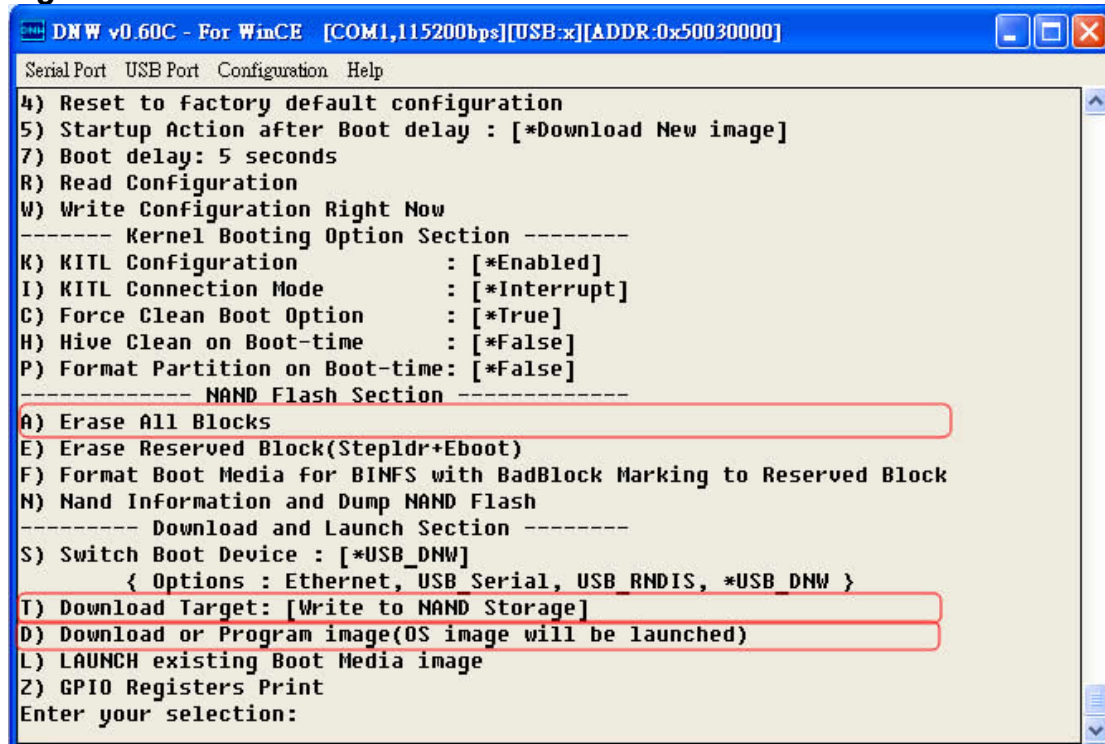 DNW v0.60C - For WinCE [COM1,115200bps][USB:x][ADDR:0x50030000]
Serial Port USB Port Configuration Help
4) Reset to factory default configuration
5) Startup Action after Boot delay : [*Download New image]
7) Boot delay: 5 seconds
R) Read Configuration
W) Write Configuration Right Now
------- Kernel Booting Option Section --------
K) KITL Configuration : [*Enabled]
I) KITL Connection Mode : [*Interrupt]
C) Force Clean Boot Option : [*True]
H) Hive Clean on Boot-time : [*False]
P) Format Partition on Boot-time: [*False]
------------- NAND Flash Section -------------
A) Erase All Blocks
E) Erase Reserved Block(Stepldr+Eboot)
F) Format Boot Media for BINFS with BadBlock Marking to Reserved Block
N) Nand Information and Dump NAND Flash
--------- Download and Launch Section --------
S) Switch Boot Device : [*USB_DNW]
{ Options : Ethernet, USB_Serial, USB_RNDIS, *USB_DNW }
T) Download Target: [Write to NAND Storage]
D) Download or Program image(OS image will be launched)
L) LAUNCH existing Boot Media image
Z) GPIO Registers Print
Enter your selection: